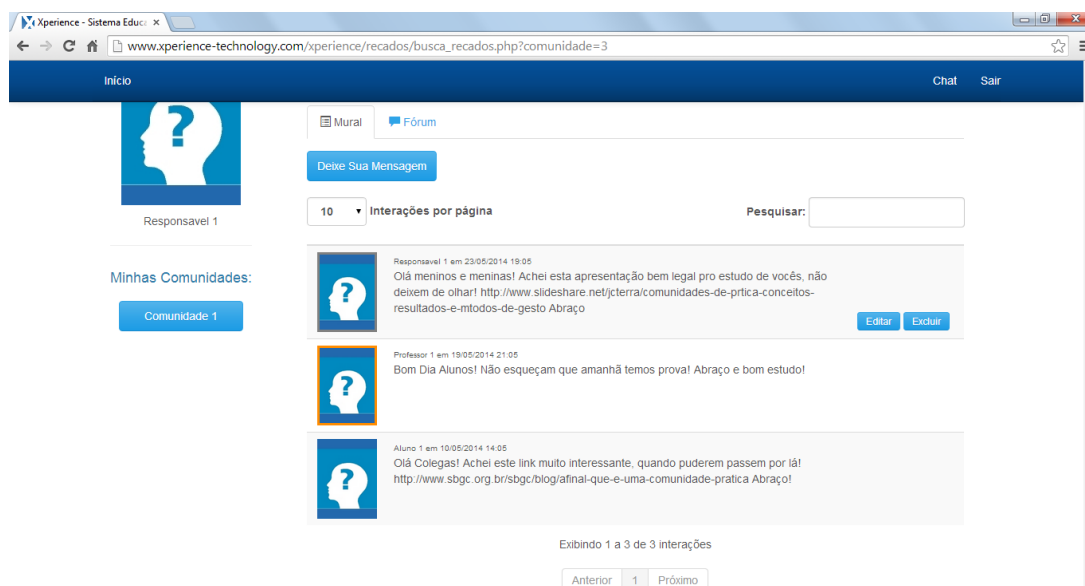 Xperience - Sistema Educa
www.xperience-technology.com/xperience/recados/busca_recados.php?comunidade=3
Início
Chat
Sair
Responsavel 1
Minhas Comunidades:
Comunidade 1
Mural
Fórum
Deixe Sua Mensagem
10
Interações por página
Pesquisar:
Responsavel 1 em 23/05/2014 19:05
Olá meninos e meninas! Achei esta apresentação bem legal pro estudo de vocês, não
deixem de olhar! http://www.slideshare.net/jcterra/comunidades-de-prtica-conceitos-
resultados-e-mtodos-de-gesto Abraço
Editar
Excluir
Professor 1 em 19/05/2014 21:05
Bom Dia Alunos! Não esqueçam que amanhã temos prova! Abraço e bom estudo!
Aluno 1 em 10/05/2014 14:05
Olá Colegas! Achei este link muito interessante, quando puderem passem por lá!
http://www.sbgc.org.br/sbgc/blog/afinal-que-e-uma-comunidade-pratica Abraço!
Exibindo 1 a 3 de 3 interações
Anterior
1
Próximo